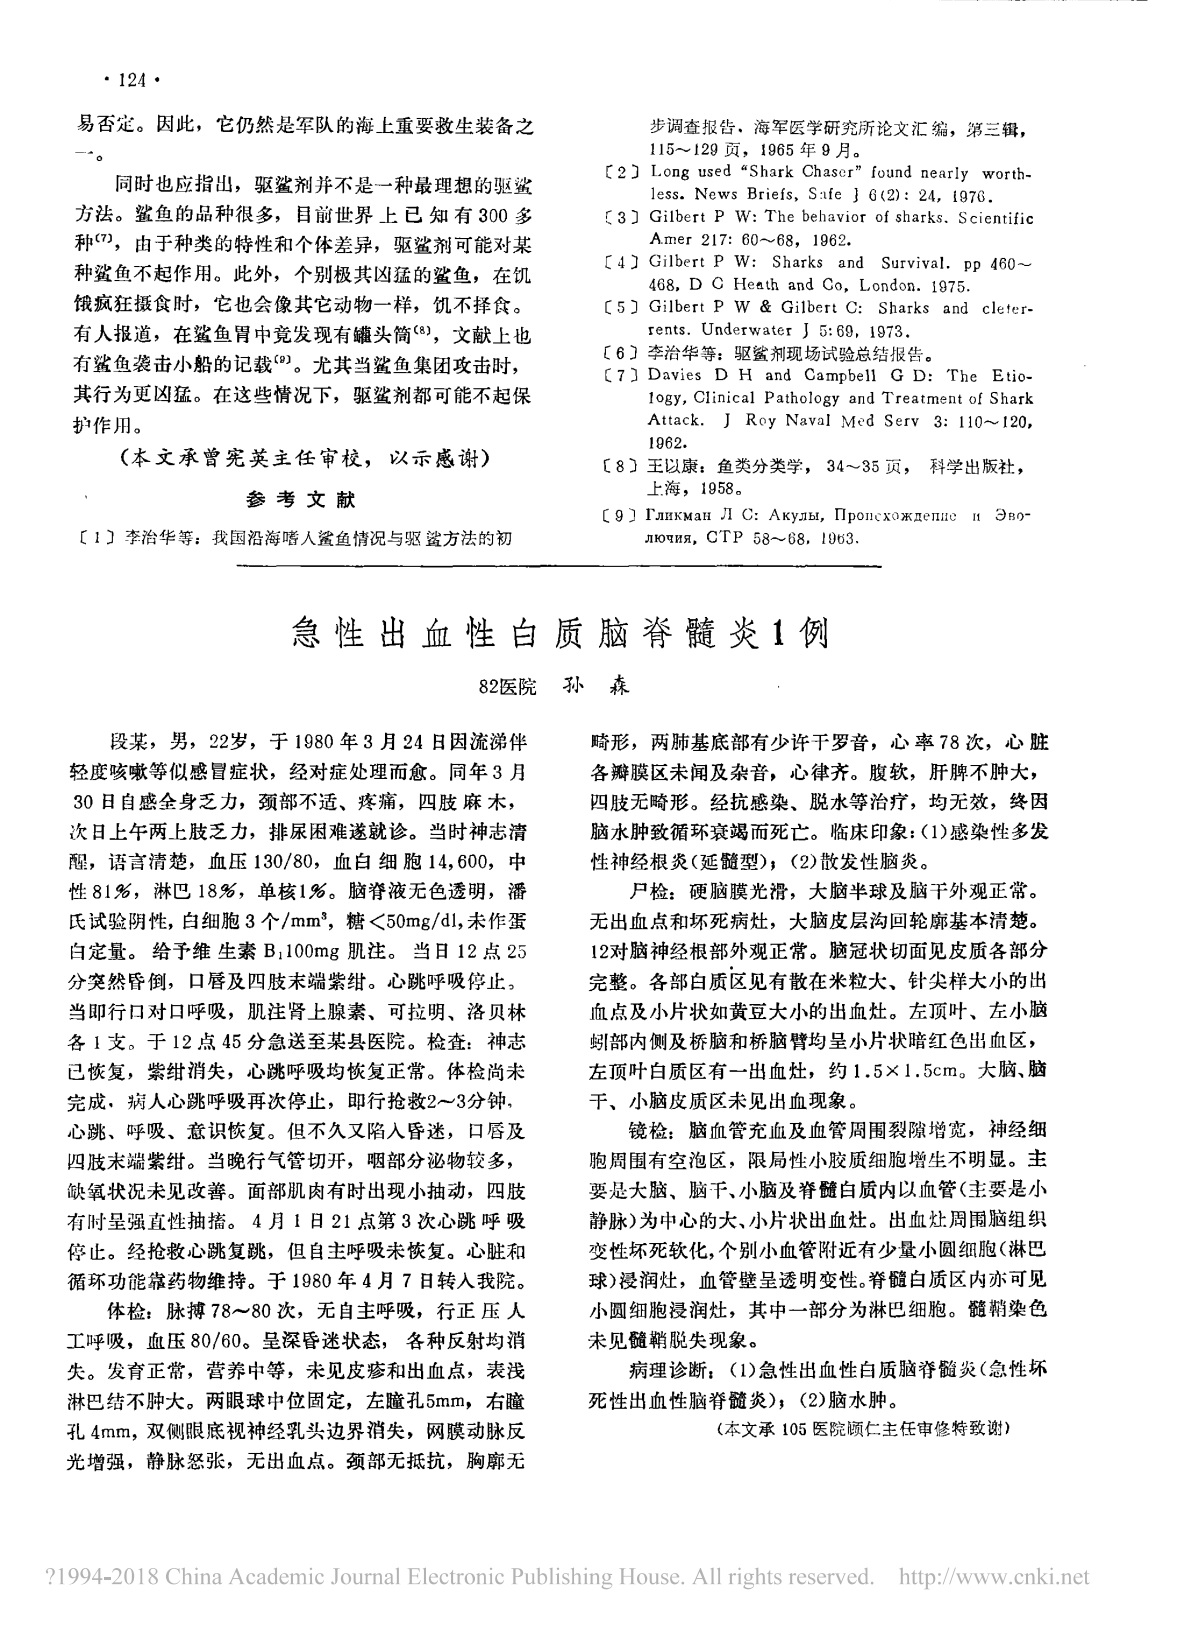 · 124 ·
易否定。因此，它仍然是军队的海上重要救生装备之
一。
同时也应指出，驱鲨剂并不是一种最理想的驱鲨
方法。鲨鱼的品种很多，目前世界上已知有300多
种〔7〕，由于种类的特性和个体差异，驱鲨剂可能对某
种鲨鱼不起作用。此外，个别极其凶猛的鲨鱼，在饥
饿疯狂摄食时，它也会像其它动物一样，饥不择食。
有人报道，在鲨鱼胃中竟发现有罐头筒〔8〕，文献上也
有鲨鱼袭击小船的记载〔9〕。尤其当鲨鱼集团攻击时，
其行为更凶猛。在这些情况下，驱鲨剂都可能不起保
护作用。
（本文承曾宪英主任审校，以示感谢）
参考文献
〔1〕李治华等：我国沿海嗜人鲨鱼情况与驱鲨方法的初
步调查报告．海军医学研究所论文汇编，第三辑，
115～129页，1965年9月。
〔2〕Long used “Shark Chaser” found nearly worth-
less. News Briefs, Safe J 6(2): 24, 1976.
〔3〕Gilbert P W: The behavior of sharks. Scientific
Amer 217: 60～68, 1962.
〔4〕Gilbert P W: Sharks and Survival. pp 460～
468, D C Heath and Co, London. 1975.
〔5〕Gilbert P W & Gilbert C: Sharks and cleter-
rents. Underwater J 5:69, 1973.
〔6〕李治华等：驱鲨剂现场试验总结报告。
〔7〕Davies D H and Campbell G D: The Etio-
logy, Clinical Pathology and Treatment of Shark
Attack. J Roy Naval Med Serv 3: 110～120,
1962.
〔8〕王以康：鱼类分类学，34～35页，科学出版社，
上海，1958。
〔9〕Гликман Л С: Акулы, Происхождение и Эво-
лючия, СТР 58～68, 1963.
急性出血性白质脑脊髓炎1例
82医院 孙 森
段某，男，22岁，于1980年3月24日因流涕伴
轻度咳嗽等似感冒症状，经对症处理而愈。同年3月
30日自感全身乏力，颈部不适、疼痛，四肢麻木，
次日上午两上肢乏力，排尿困难遂就诊。当时神志清
醒，语言清楚，血压130/80，血白细胞14,600，中
性81%，淋巴18%，单核1%。脑脊液无色透明，潘
氏试验阴性，白细胞3个/mm³，糖＜50mg/dl，未作蛋
白定量。给予维生素B₁100mg肌注。当日12点25
分突然昏倒，口唇及四肢末端紫绀。心跳呼吸停止。
当即行口对口呼吸，肌注肾上腺素、可拉明、洛贝林
各1支。于12点45分急送至某县医院。检查：神志
已恢复，紫绀消失，心跳呼吸均恢复正常。体检尚未
完成．病人心跳呼吸再次停止，即行抢救2～3分钟，
心跳、呼吸、意识恢复。但不久又陷入昏迷，口唇及
四肢末端紫绀。当晚行气管切开，咽部分泌物较多，
缺氧状况未见改善。面部肌肉有时出现小抽动，四肢
有时呈强直性抽搐。4月1日21点第3次心跳呼吸
停止。经抢救心跳复跳，但自主呼吸未恢复。心脏和
循环功能靠药物维持。于1980年4月7日转入我院。
体检：脉搏78～80次，无自主呼吸，行正压人
工呼吸，血压80/60。呈深昏迷状态，各种反射均消
失。发育正常，营养中等，未见皮疹和出血点，表浅
淋巴结不肿大。两眼球中位固定，左瞳孔5mm，右瞳
孔4mm，双侧眼底视神经乳头边界消失，网膜动脉反
光增强，静脉怒张，无出血点。颈部无抵抗，胸廓无
畸形，两肺基底部有少许干罗音，心率78次，心脏
各瓣膜区未闻及杂音，心律齐。腹软，肝脾不肿大，
四肢无畸形。经抗感染、脱水等治疗，均无效，终因
脑水肿致循环衰竭而死亡。临床印象：(1)感染性多发
性神经根炎(延髓型)；(2)散发性脑炎。
尸检：硬脑膜光滑，大脑半球及脑干外观正常。
无出血点和坏死病灶，大脑皮层沟回轮廓基本清楚。
12对脑神经根部外观正常。脑冠状切面见皮质各部分
完整。各部白质区见有散在米粒大、针尖样大小的出
血点及小片状如黄豆大小的出血灶。左顶叶、左小脑
蚓部内侧及桥脑和桥脑臂均呈小片状暗红色出血区，
左顶叶白质区有一出血灶，约1.5×1.5cm。大脑、脑
干、小脑皮质区未见出血现象。
镜检：脑血管充血及血管周围裂隙增宽，神经细
胞周围有空泡区，限局性小胶质细胞增生不明显。主
要是大脑、脑干、小脑及脊髓白质内以血管(主要是小
静脉)为中心的大、小片状出血灶。出血灶周围脑组织
变性坏死软化，个别小血管附近有少量小圆细胞(淋巴
球)浸润灶，血管壁呈透明变性。脊髓白质区内亦可见
小圆细胞浸润灶，其中一部分为淋巴细胞。髓鞘染色
未见髓鞘脱失现象。
病理诊断：(1)急性出血性白质脑脊髓炎(急性坏
死性出血性脑脊髓炎)；(2)脑水肿。
(本文承105医院顾仁主任审修特致谢)
?1994-2018 China Academic Journal Electronic Publishing House. All rights reserved. http://www.cnki.net